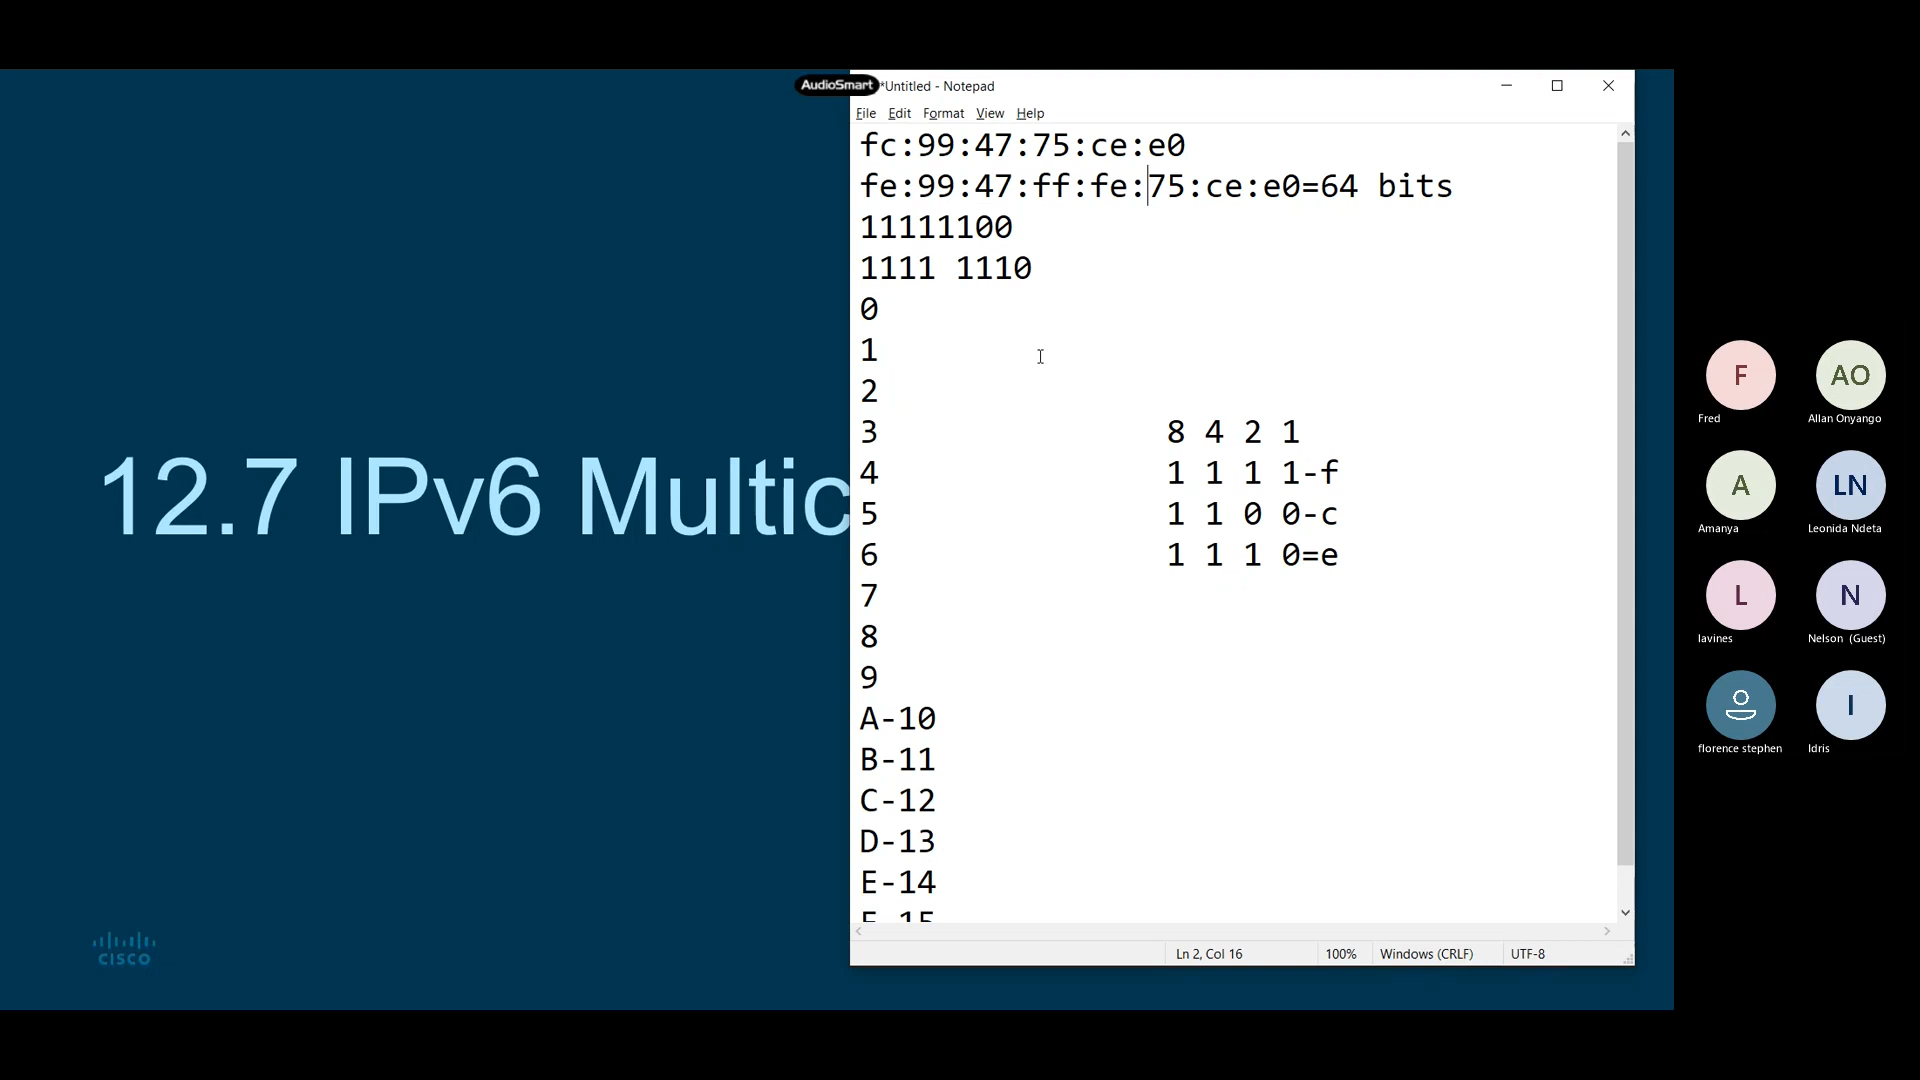 AudioSmart
*Untitled - Notepad
File Edit Format View Help
fc:99:47:75:ce:e0
fe:99:47:ff:fe:75:ce:e0=64 bits
11111100
1111 1110
0
1
2
3 8 4 2 1
4 1 1 1 1-f
5 1 1 0 0-c
6 1 1 1 0=e
7
8
9
A-10
B-11
C-12
D-13
E-14
F-15
Ln 2, Col 16 100% Windows (CRLF) UTF-8
12.7 IPv6 Multic
CISCO
F AO
Fred Allan Onyango
A LN
Amanya Leonida Ndeta
L N
lavines Nelson (Guest)
I
florence stephen Idris